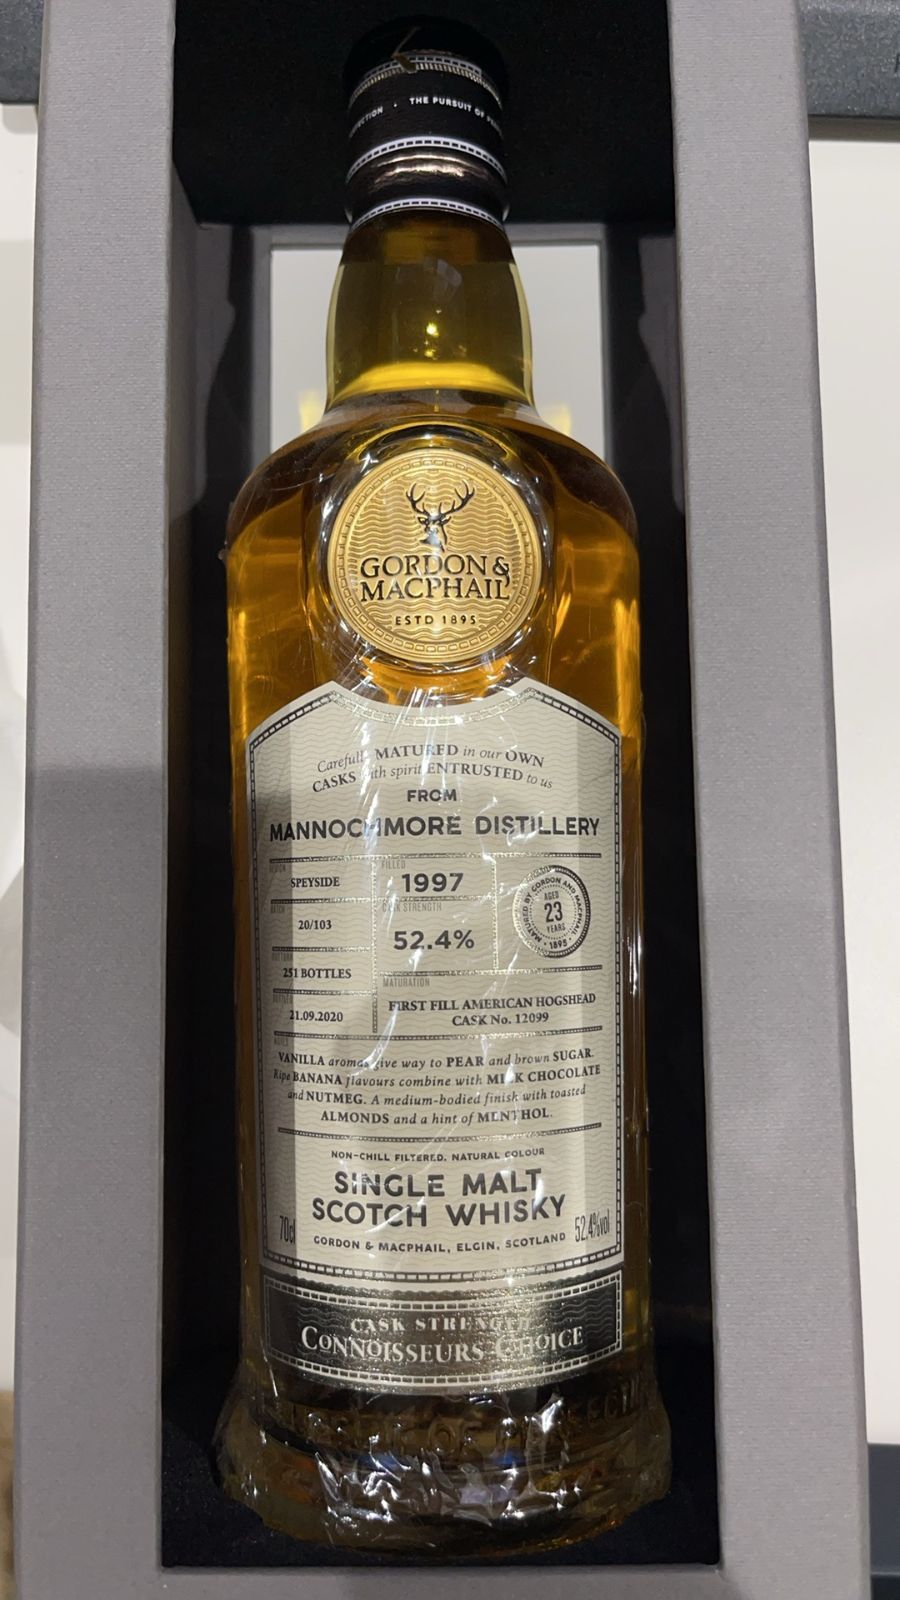 THE PURSUIT OF
GORDON &
MACPHAIL
ESTD 1895
Carefully MATURED in our OWN
CASKS with spirit ENTRUSTED to us
FROM
MANNOCHMORE DISTILLERY
REGION
SPEYSIDE
BATCH
20/103
251 BOTTLES
21.09.2020
FILLED
1997
CASK STRENGTH
52.4%
MATURED BY GORDON AND MACPHAIL
AGED
23
YEARS
· 1895 ·
MATURATION
FIRST FILL AMERICAN HOGSHEAD
CASK No. 12099
NOTES
VANILLA aromas give way to PEAR and brown SUGAR.
Ripe BANANA flavours combine with MILK CHOCOLATE
and NUTMEG. A medium-bodied finish with toasted
ALMONDS and a hint of MENTHOL.
NON-CHILL FILTERED. NATURAL COLOUR
SINGLE MALT
SCOTCH WHISKY
70cl
52.4%vol
GORDON & MACPHAIL, ELGIN, SCOTLAND
CASK STRENGTH
CONNOISSEURS CHOICE
OF